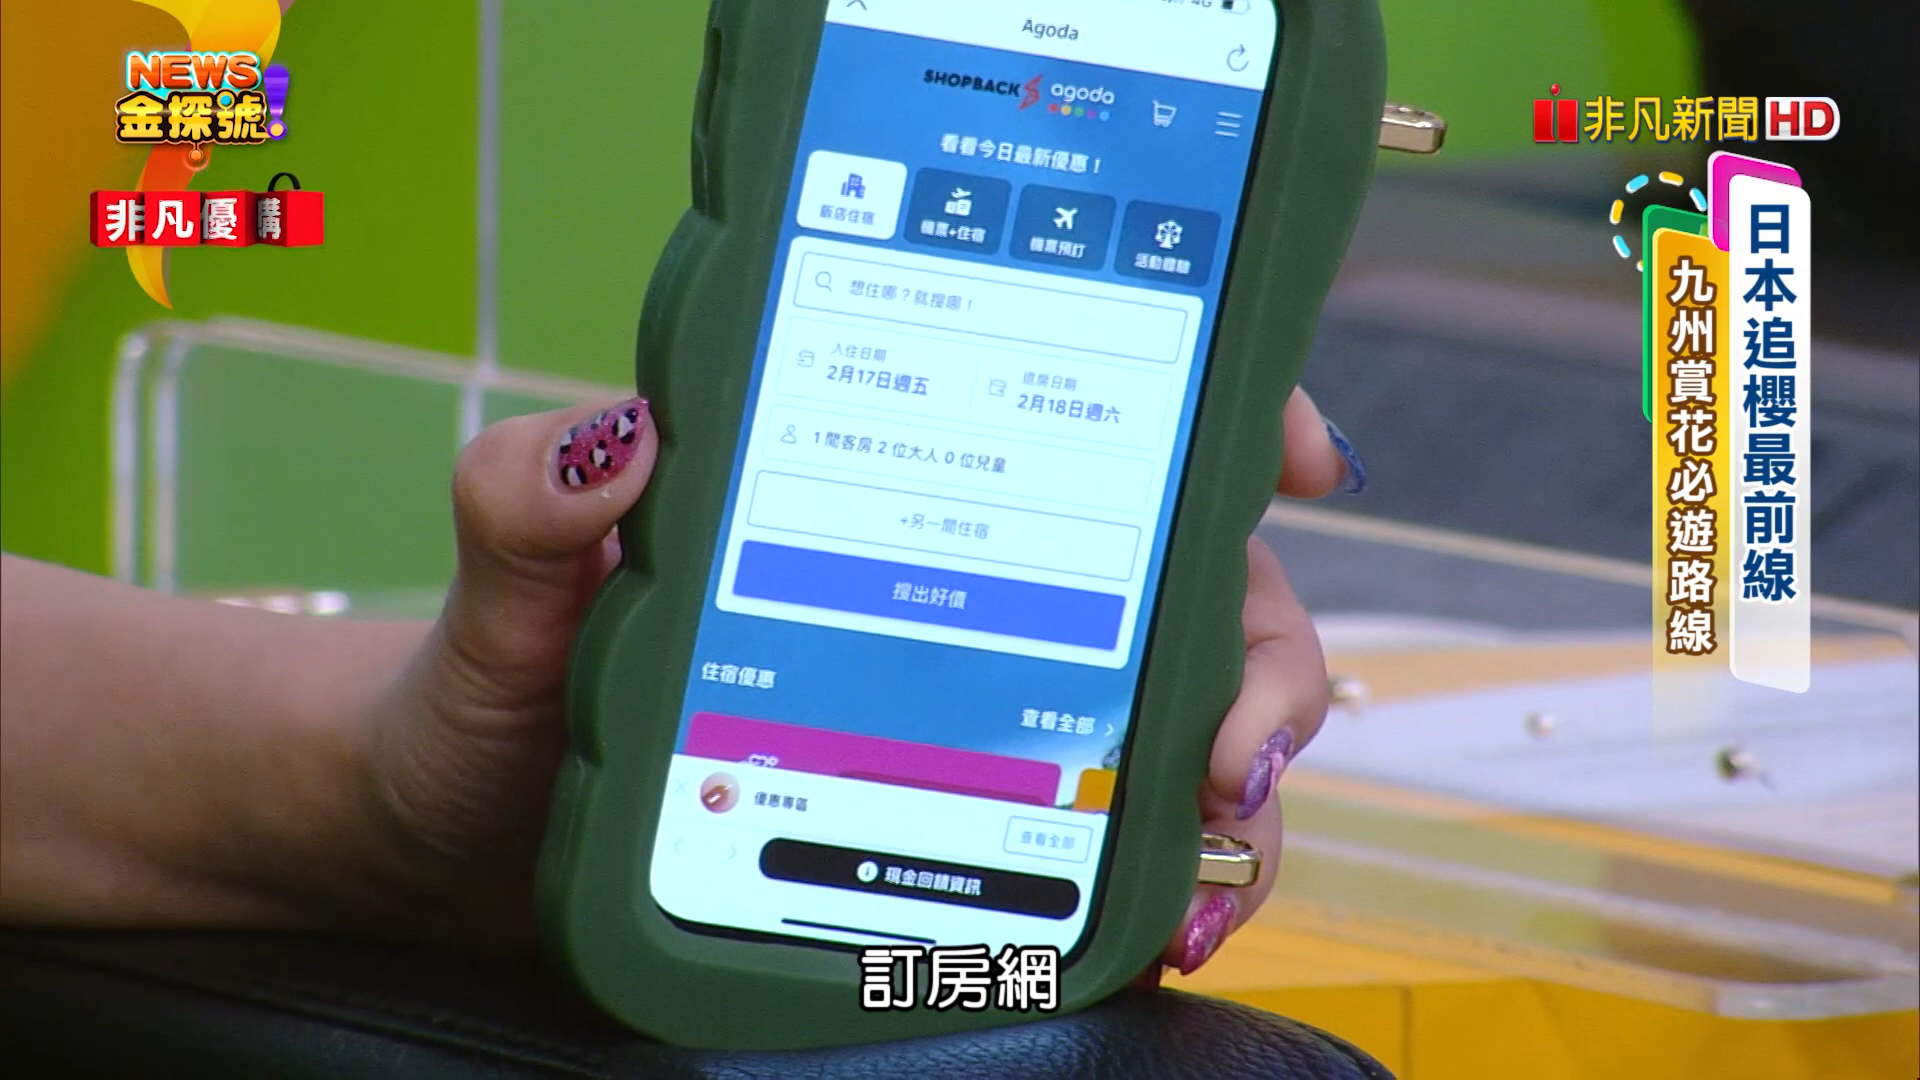 NEWS
金探號!
非凡優購
非凡新聞HD
日本追櫻最前線
九州賞花必遊路線
4G
Agoda
SHOPBACK agoda
看看今日最新優惠！
飯店住宿
機票+住宿
機票預訂
活動體驗
想住哪？就搜哪！
入住日期
2月17日週五
退房日期
2月18日週六
1 間客房 2 位大人 0 位兒童
+另一間住宿
搜出好價
住宿優惠
查看全部
優惠專區
查看全部
現金回饋資訊
訂房網